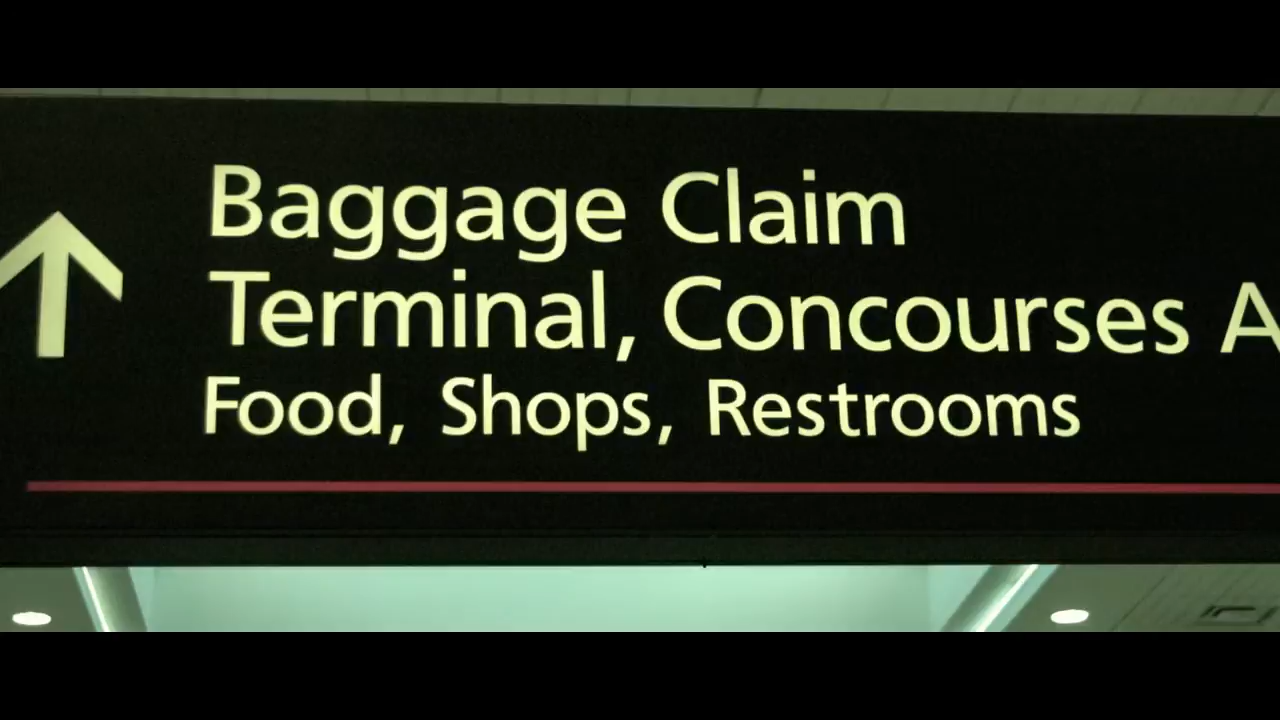 Baggage Claim
Terminal, Concourses A
Food, Shops, Restrooms